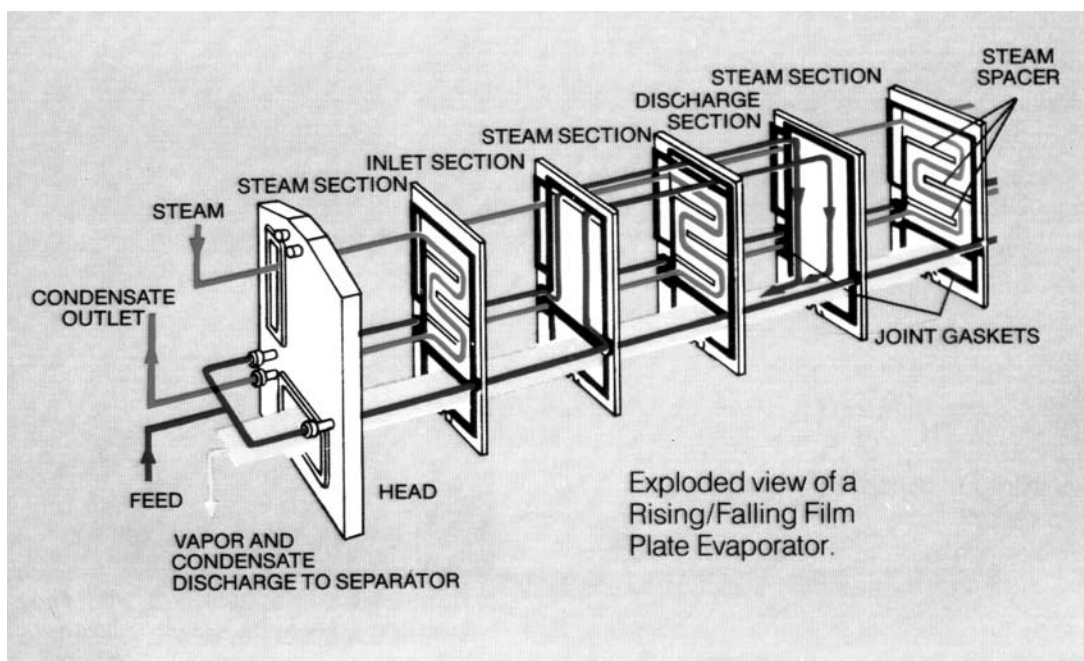 STEAM
SPACER
STEAM SECTION
DISCHARGE
SECTION
STEAM SECTION
INLET SECTION
STEAM SECTION
STEAM
CONDENSATE
OUTLET
JOINT GASKETS
FEED
HEAD
VAPOR AND
CONDENSATE
DISCHARGE TO SEPARATOR
Exploded view of a
Rising/Falling Film
Plate Evaporator.